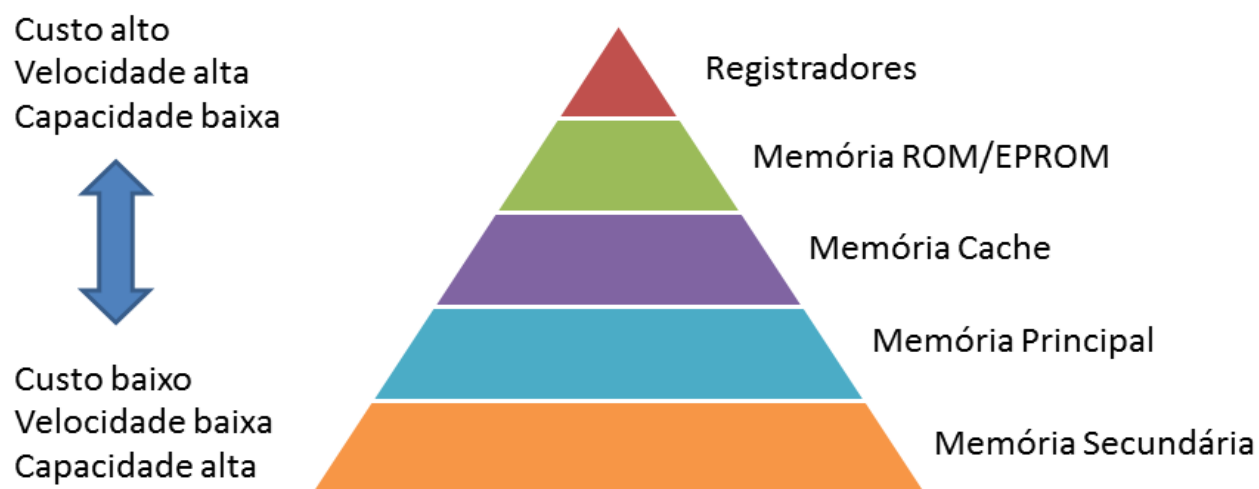 Custo alto
Velocidade alta
Capacidade baixa
Registradores
Memória ROM/EPROM
Memória Cache
Memória Principal
Custo baixo
Velocidade baixa
Capacidade alta
Memória Secundária